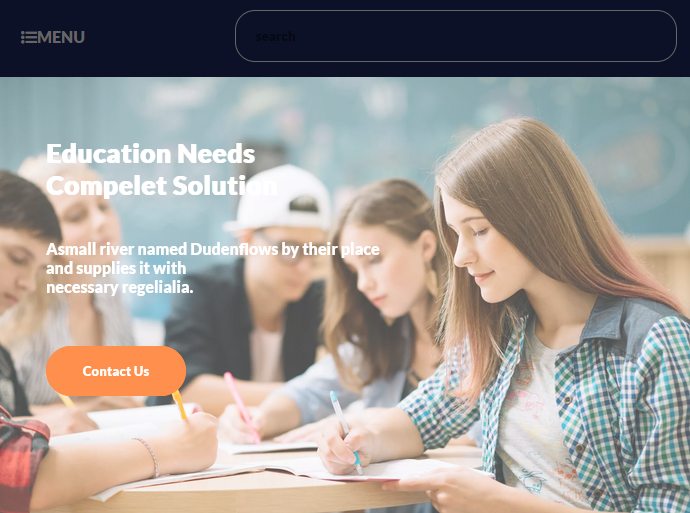 MENU
search
Education Needs
Compelet Solution
Asmall river named Dudenflows by their place
and supplies it with
necessary regelialia.
Contact Us